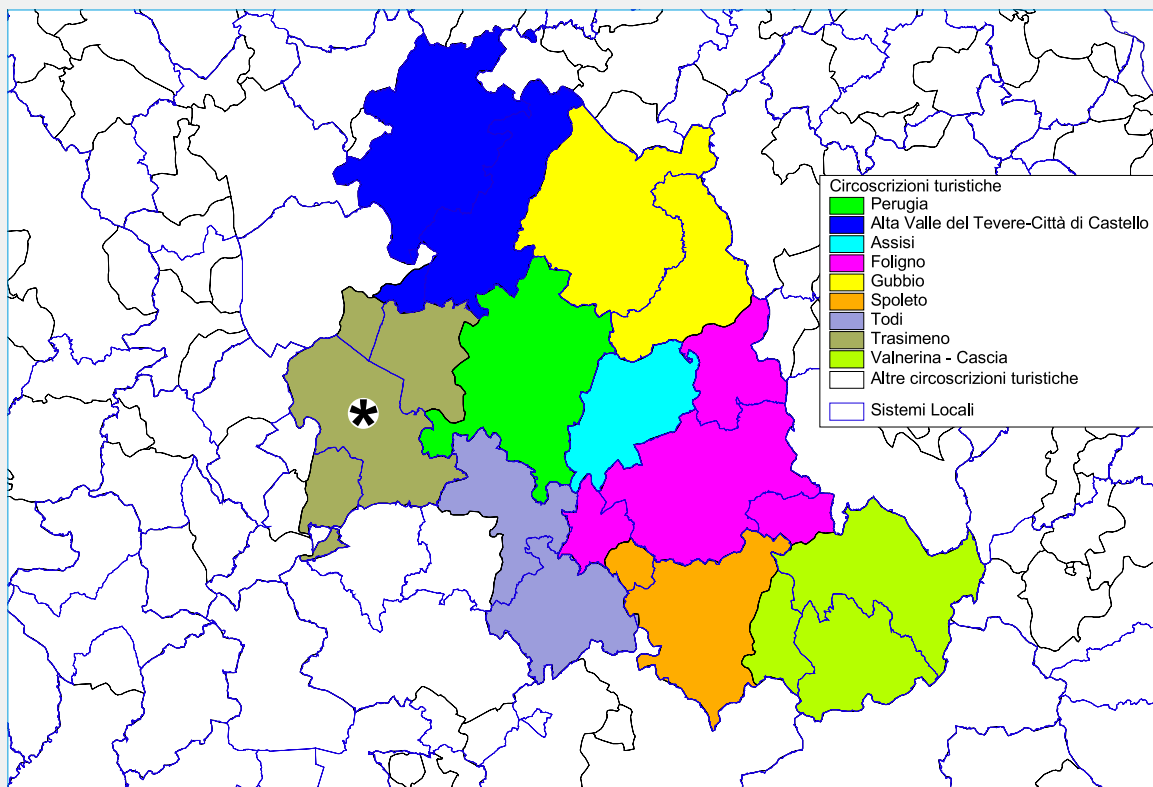 Circoscrizioni turistiche
Perugia
Alta Valle del Tevere-Città di Castello
Assisi
Foligno
Gubbio
Spoleto
Todi
Trasimeno
Valnerina - Cascia
Altre circoscrizioni turistiche
Sistemi Locali
*